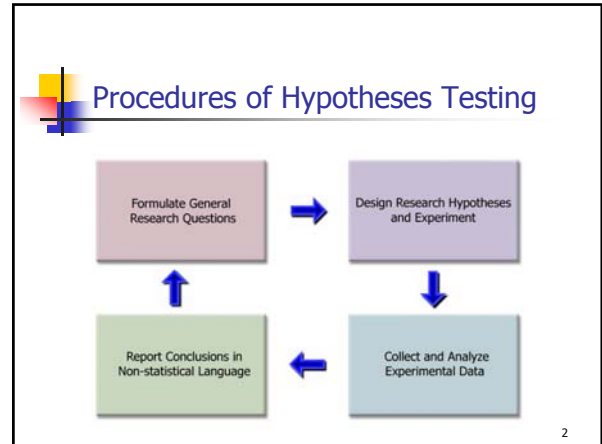 Procedures of Hypotheses Testing
Formulate General
Research Questions
Design Research Hypotheses
and Experiment
Report Conclusions in
Non-statistical Language
Collect and Analyze
Experimental Data
2